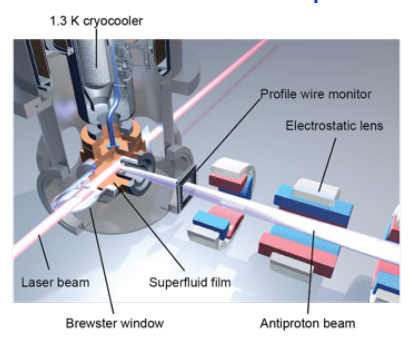 1.3 K cryocooler
Profile wire monitor
Electrostatic lens
Laser beam
Superfluid film
Brewster window
Antiproton beam